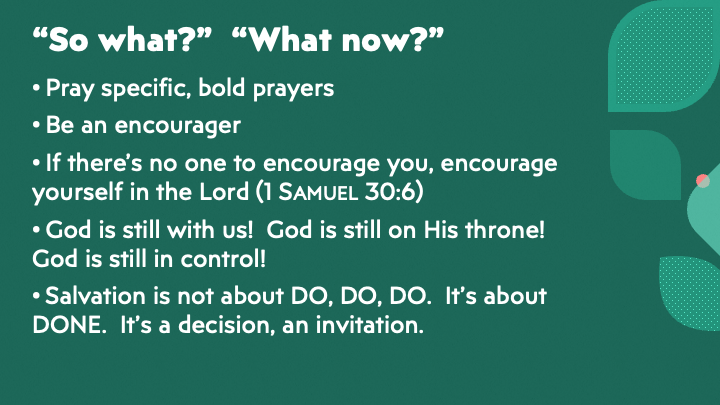 “So what?”  “What now?”
• Pray specific, bold prayers
• Be an encourager
• If there’s no one to encourage you, encourage
yourself in the Lord (1 SAMUEL 30:6)
• God is still with us!  God is still on His throne!
God is still in control!
• Salvation is not about DO, DO, DO.  It’s about
DONE.  It’s a decision, an invitation.